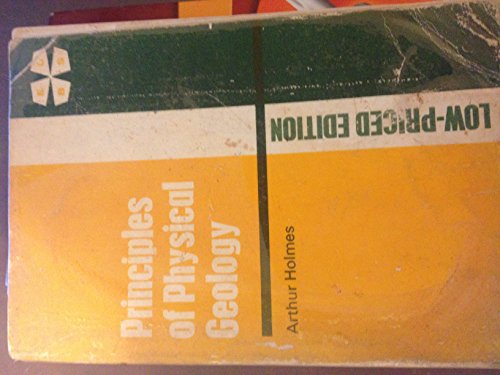 E L B S
LOW-PRICED EDITION
Principles
of Physical
Geology
Arthur Holmes